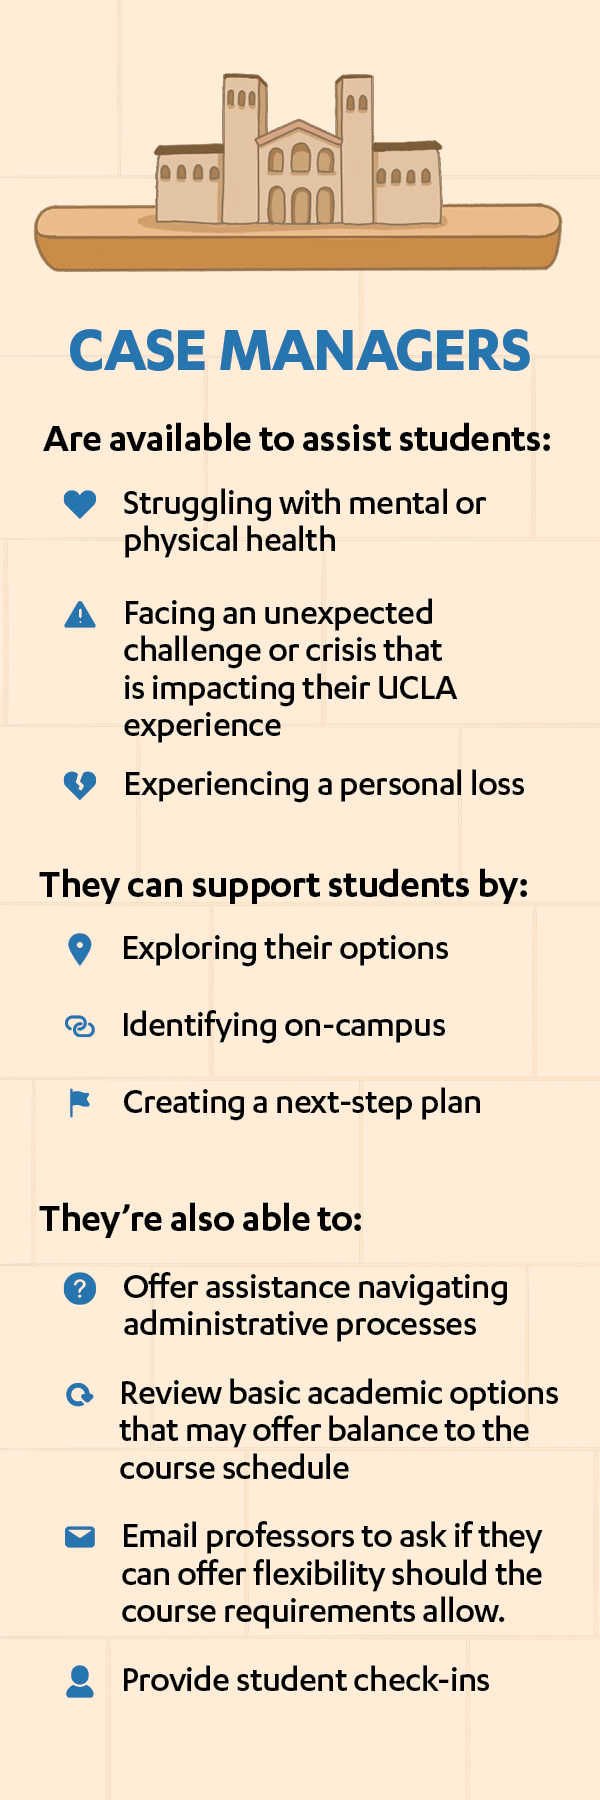 CASE MANAGERS
Are available to assist students:
Struggling with mental or
physical health
Facing an unexpected
challenge or crisis that
is impacting their UCLA
experience
Experiencing a personal loss
They can support students by:
Exploring their options
Identifying on-campus
Creating a next-step plan
They're also able to:
Offer assistance navigating
administrative processes
Review basic academic options
that may offer balance to the
course schedule
Email professors to ask if they
can offer flexibility should the
course requirements allow.
Provide student check-ins